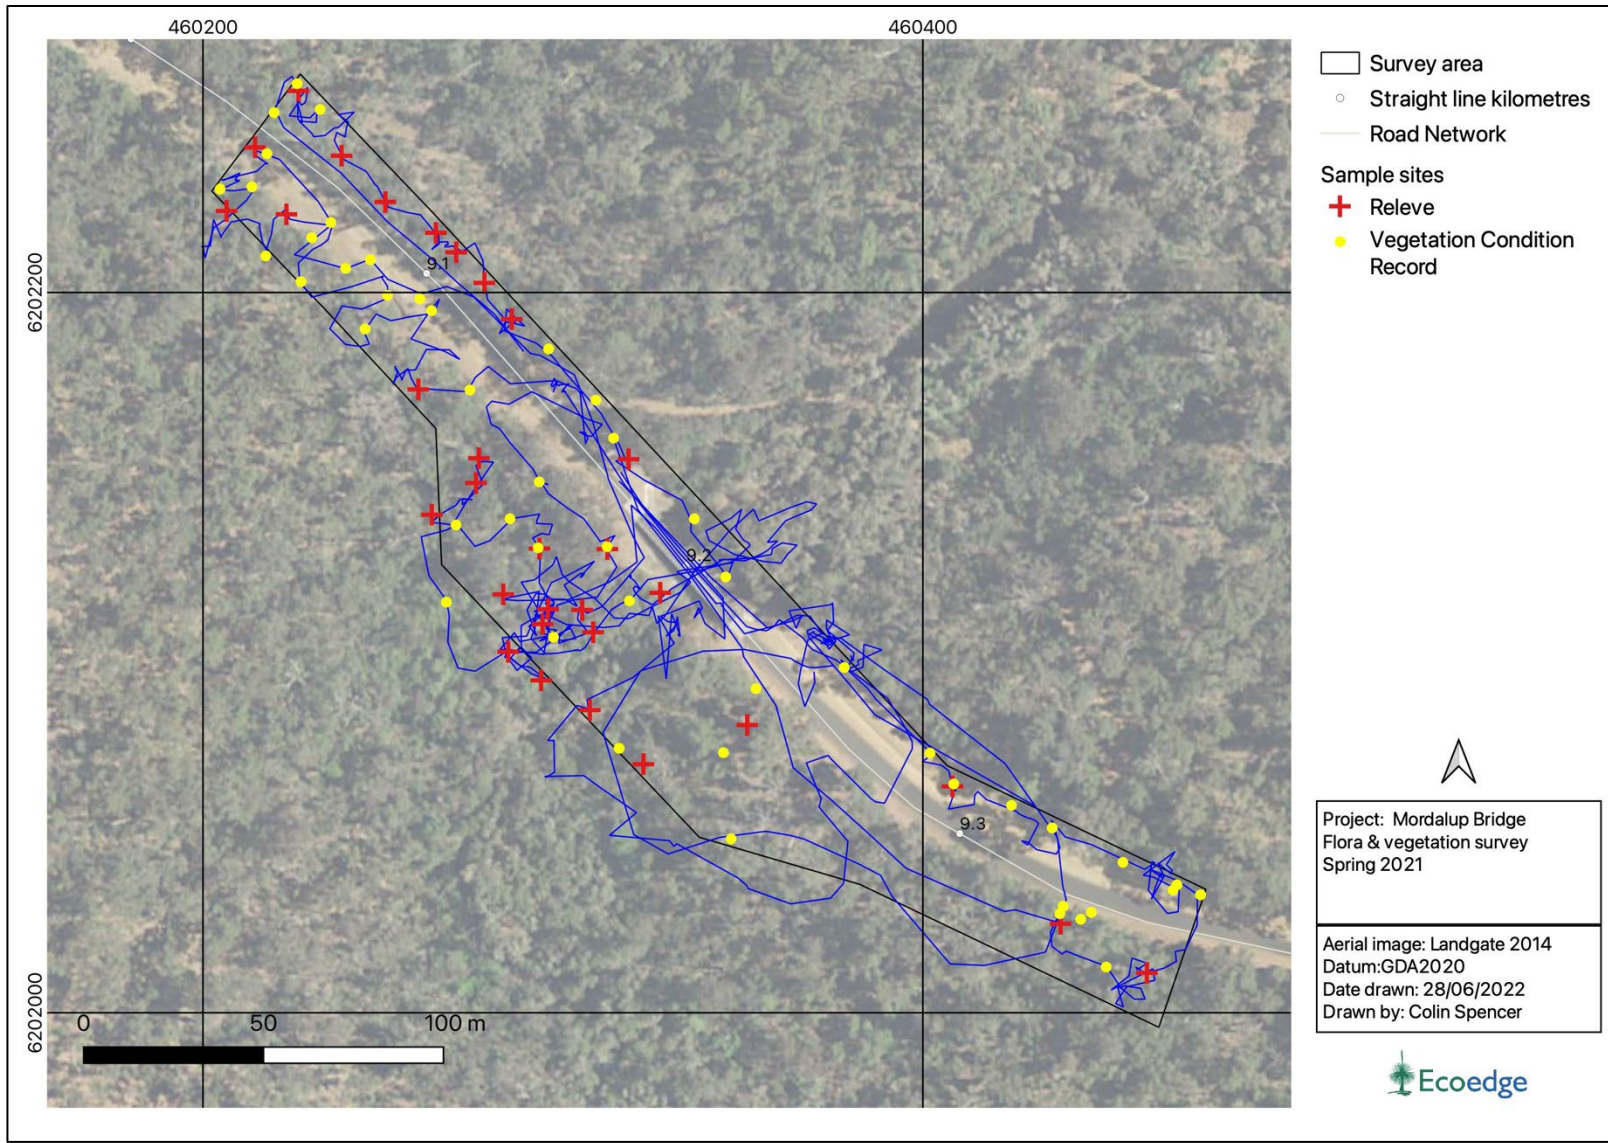 460200
460400
Survey area
Straight line kilometres
Road Network
Sample sites
Releve
Vegetation Condition
Record
6202200
9.1
9.2
9.3
6202000
0
50
100 m
Project: Mordalup Bridge
Flora & vegetation survey
Spring 2021
Aerial image: Landgate 2014
Datum:GDA2020
Date drawn: 28/06/2022
Drawn by: Colin Spencer
Ecoedge